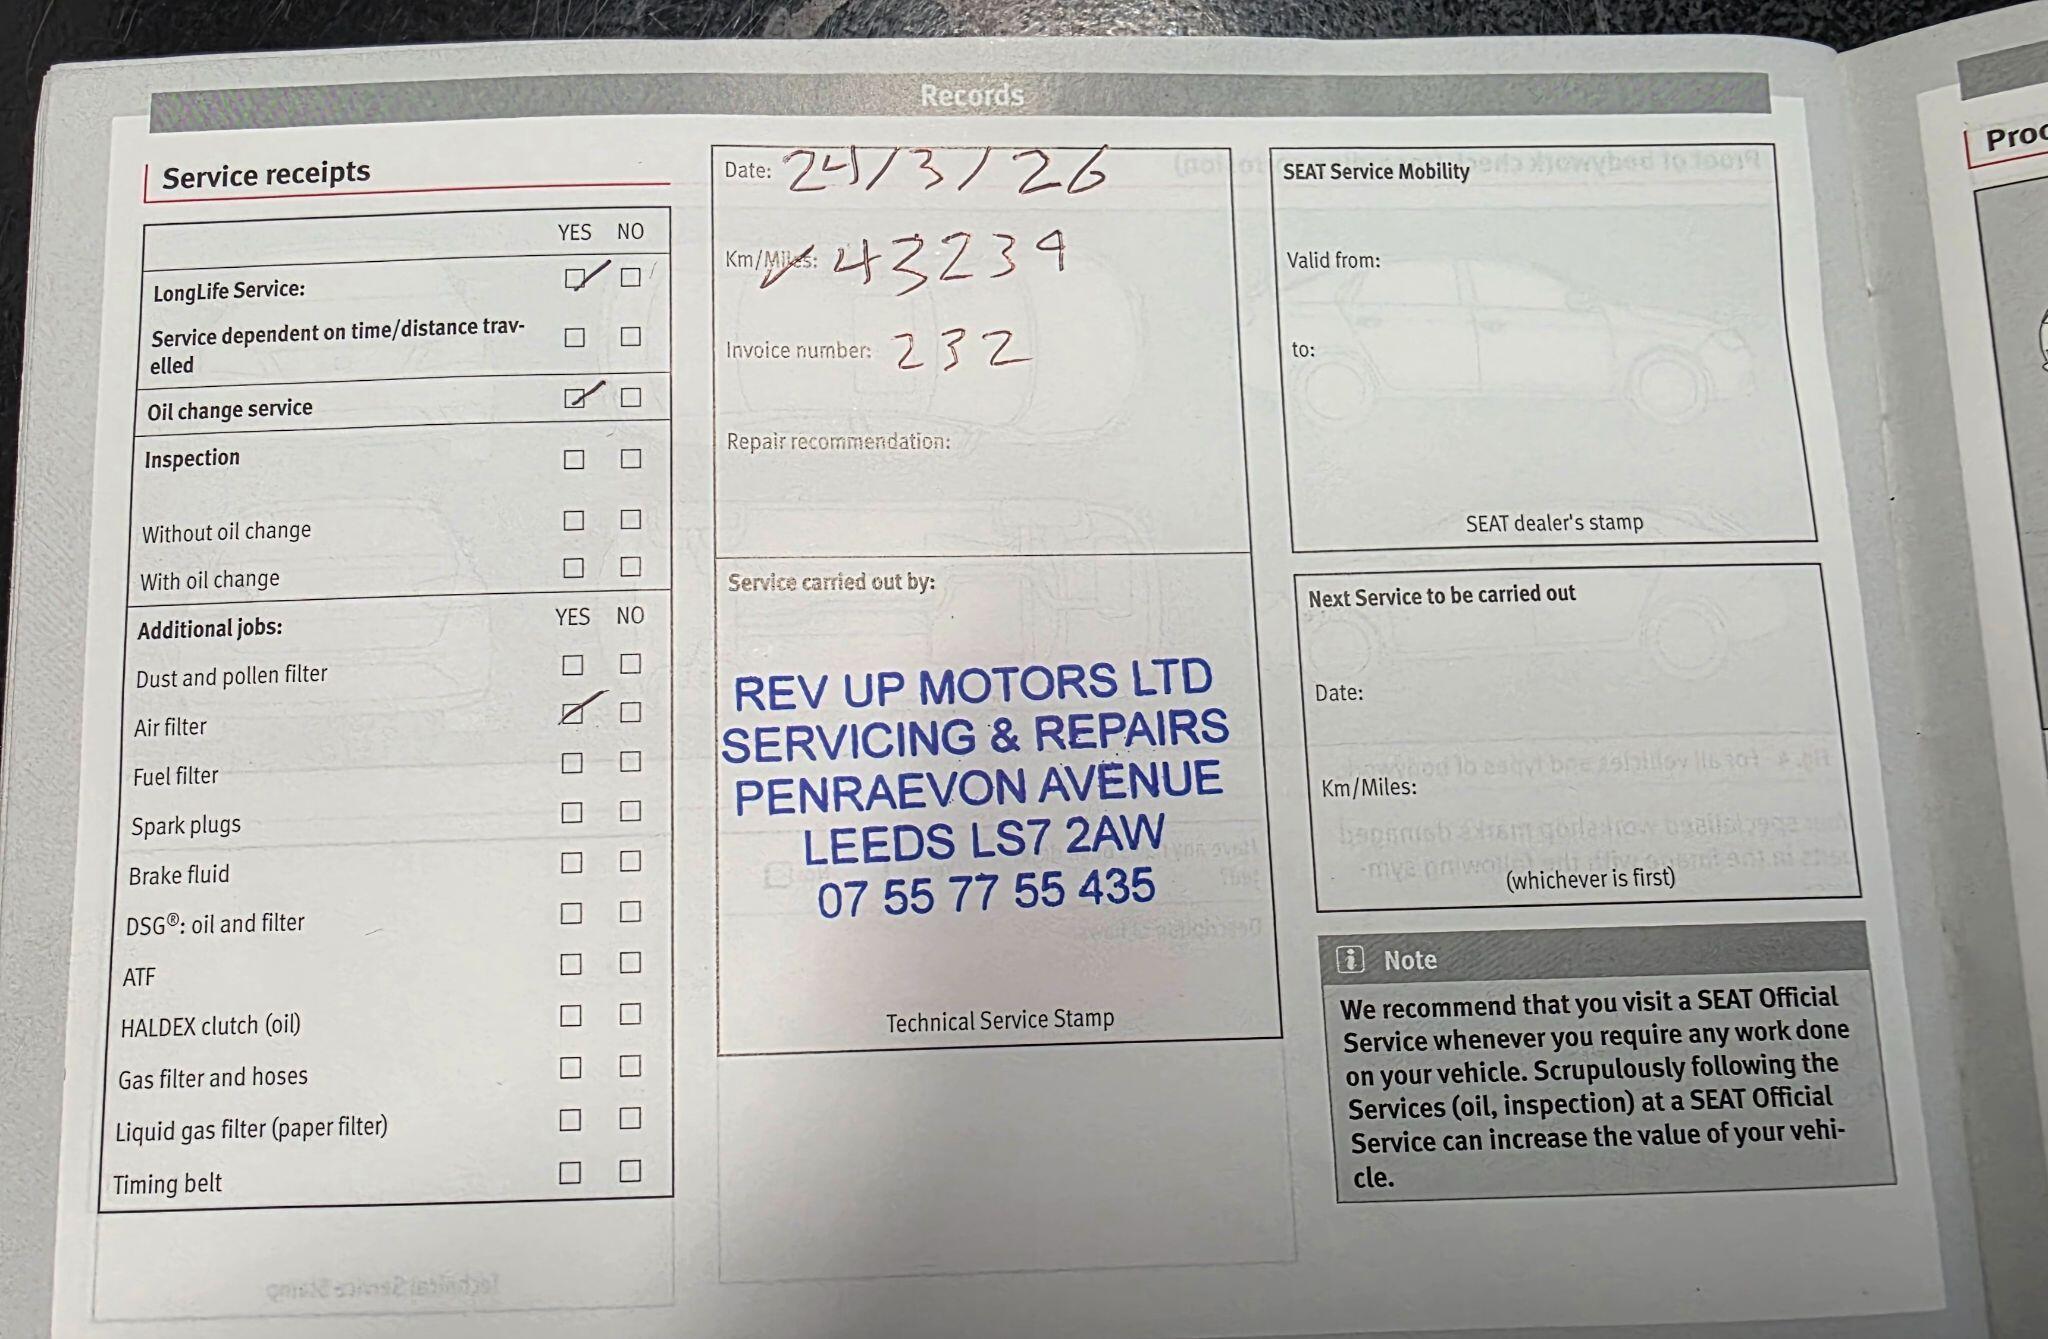 Records
Service receipts
YES NO
LongLife Service:
Service dependent on time/distance trav-
elled
Oil change service
Inspection
Without oil change
With oil change
Additional jobs: YES NO
Dust and pollen filter
Air filter
Fuel filter
Spark plugs
Brake fluid
DSG®: oil and filter
ATF
HALDEX clutch (oil)
Gas filter and hoses
Liquid gas filter (paper filter)
Timing belt
Date: 24/3/26
Km/Miles: 43239
Invoice number: 232
Repair recommendation:
Service carried out by:
REV UP MOTORS LTD
SERVICING & REPAIRS
PENRAEVON AVENUE
LEEDS LS7 2AW
07 55 77 55 435
Technical Service Stamp
SEAT Service Mobility
Valid from:
to:
SEAT dealer's stamp
Next Service to be carried out
Date:
Km/Miles:
(whichever is first)
i Note
We recommend that you visit a SEAT Official
Service whenever you require any work done
on your vehicle. Scrupulously following the
Services (oil, inspection) at a SEAT Official
Service can increase the value of your vehi-
cle.